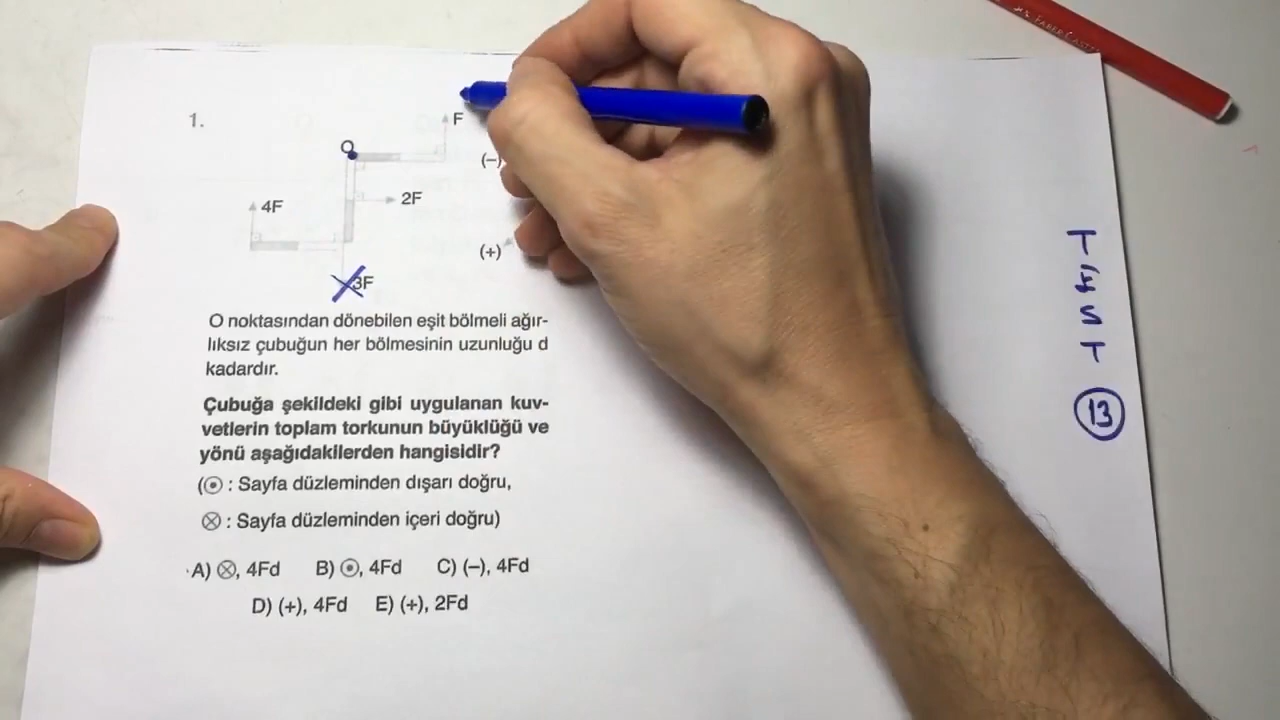 FABER CASTELL
1.
F
O
(–)
2F
4F
(+)
3F
O noktasından dönebilen eşit bölmeli ağır-
lıksız çubuğun her bölmesinin uzunluğu d
kadardır.
Çubuğa şekildeki gibi uygulanan kuv-
vetlerin toplam torkunun büyüklüğü ve
yönü aşağıdakilerden hangisidir?
(⊙ : Sayfa düzleminden dışarı doğru,
⊗ : Sayfa düzleminden içeri doğru)
A) ⊗, 4Fd B) ⊙, 4Fd C) (–), 4Fd
D) (+), 4Fd E) (+), 2Fd
TEST 13